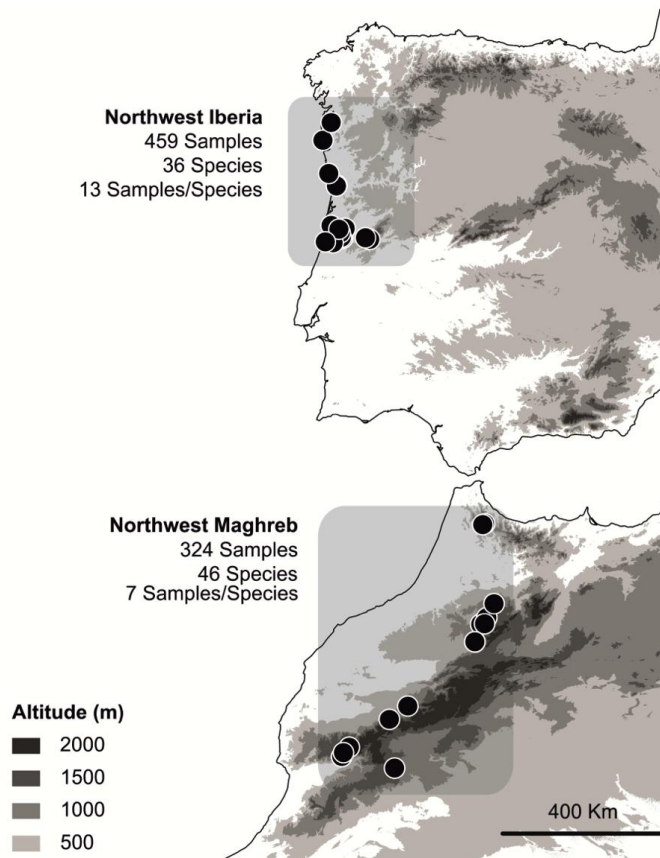 Northwest Iberia
459 Samples
36 Species
13 Samples/Species
Northwest Maghreb
324 Samples
46 Species
7 Samples/Species
Altitude (m)
2000
1500
1000
500
400 Km